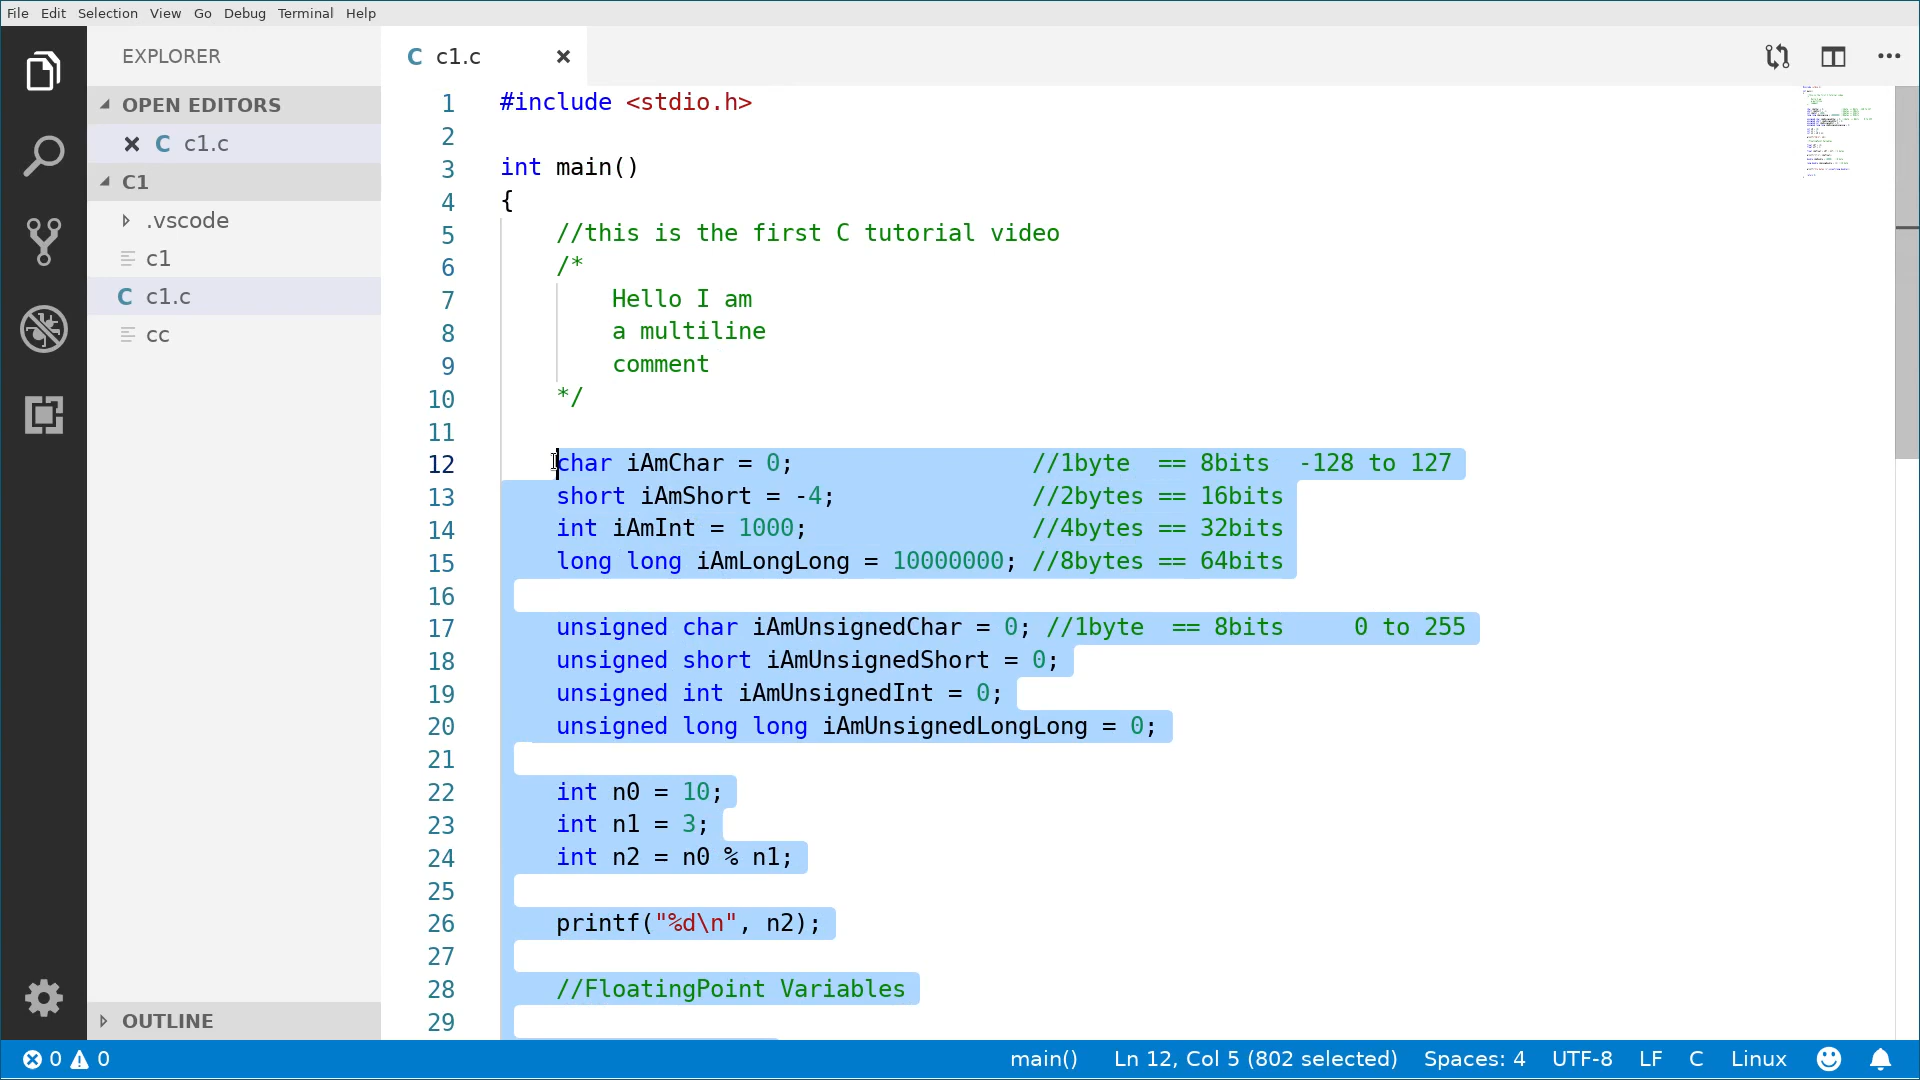 File Edit Selection View Go Debug Terminal Help
EXPLORER
OPEN EDITORS
C c1.c
C1
.vscode
c1
C c1.c
cc
OUTLINE
C c1.c
1 #include <stdio.h>
2
3 int main()
4 {
5 //this is the first C tutorial video
6 /*
7 Hello I am
8 a multiline
9 comment
10 */
11
12 char iAmChar = 0; //1byte == 8bits -128 to 127
13 short iAmShort = -4; //2bytes == 16bits
14 int iAmInt = 1000; //4bytes == 32bits
15 long long iAmLongLong = 10000000; //8bytes == 64bits
16
17 unsigned char iAmUnsignedChar = 0; //1byte == 8bits 0 to 255
18 unsigned short iAmUnsignedShort = 0;
19 unsigned int iAmUnsignedInt = 0;
20 unsigned long long iAmUnsignedLongLong = 0;
21
22 int n0 = 10;
23 int n1 = 3;
24 int n2 = n0 % n1;
25
26 printf("%d\n", n2);
27
28 //FloatingPoint Variables
29
0 0 main() Ln 12, Col 5 (802 selected) Spaces: 4 UTF-8 LF C Linux